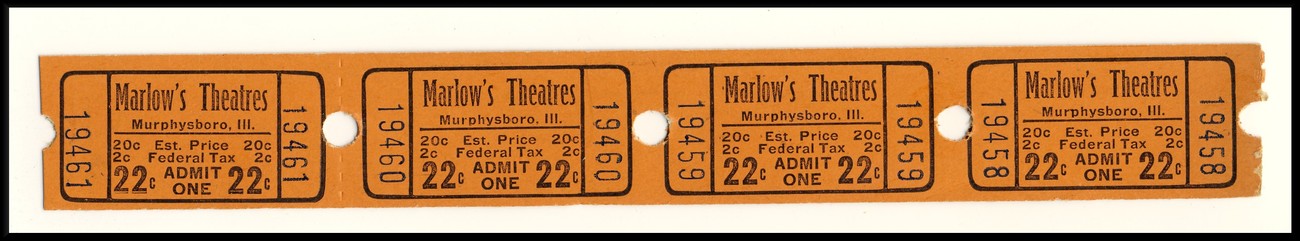 19461
Marlow's Theatres
Murphysboro, Ill.
20c Est. Price 20c
2c Federal Tax 2c
22c ADMIT ONE 22c
19461
19460
Marlow's Theatres
Murphysboro, Ill.
20c Est. Price 20c
2c Federal Tax 2c
22c ADMIT ONE 22c
19460
19459
Marlow's Theatres
Murphysboro, Ill.
20c Est. Price 20c
2c Federal Tax 2c
22c ADMIT ONE 22c
19459
19458
Marlow's Theatres
Murphysboro, Ill.
20c Est. Price 20c
2c Federal Tax 2c
22c ADMIT ONE 22c
19458